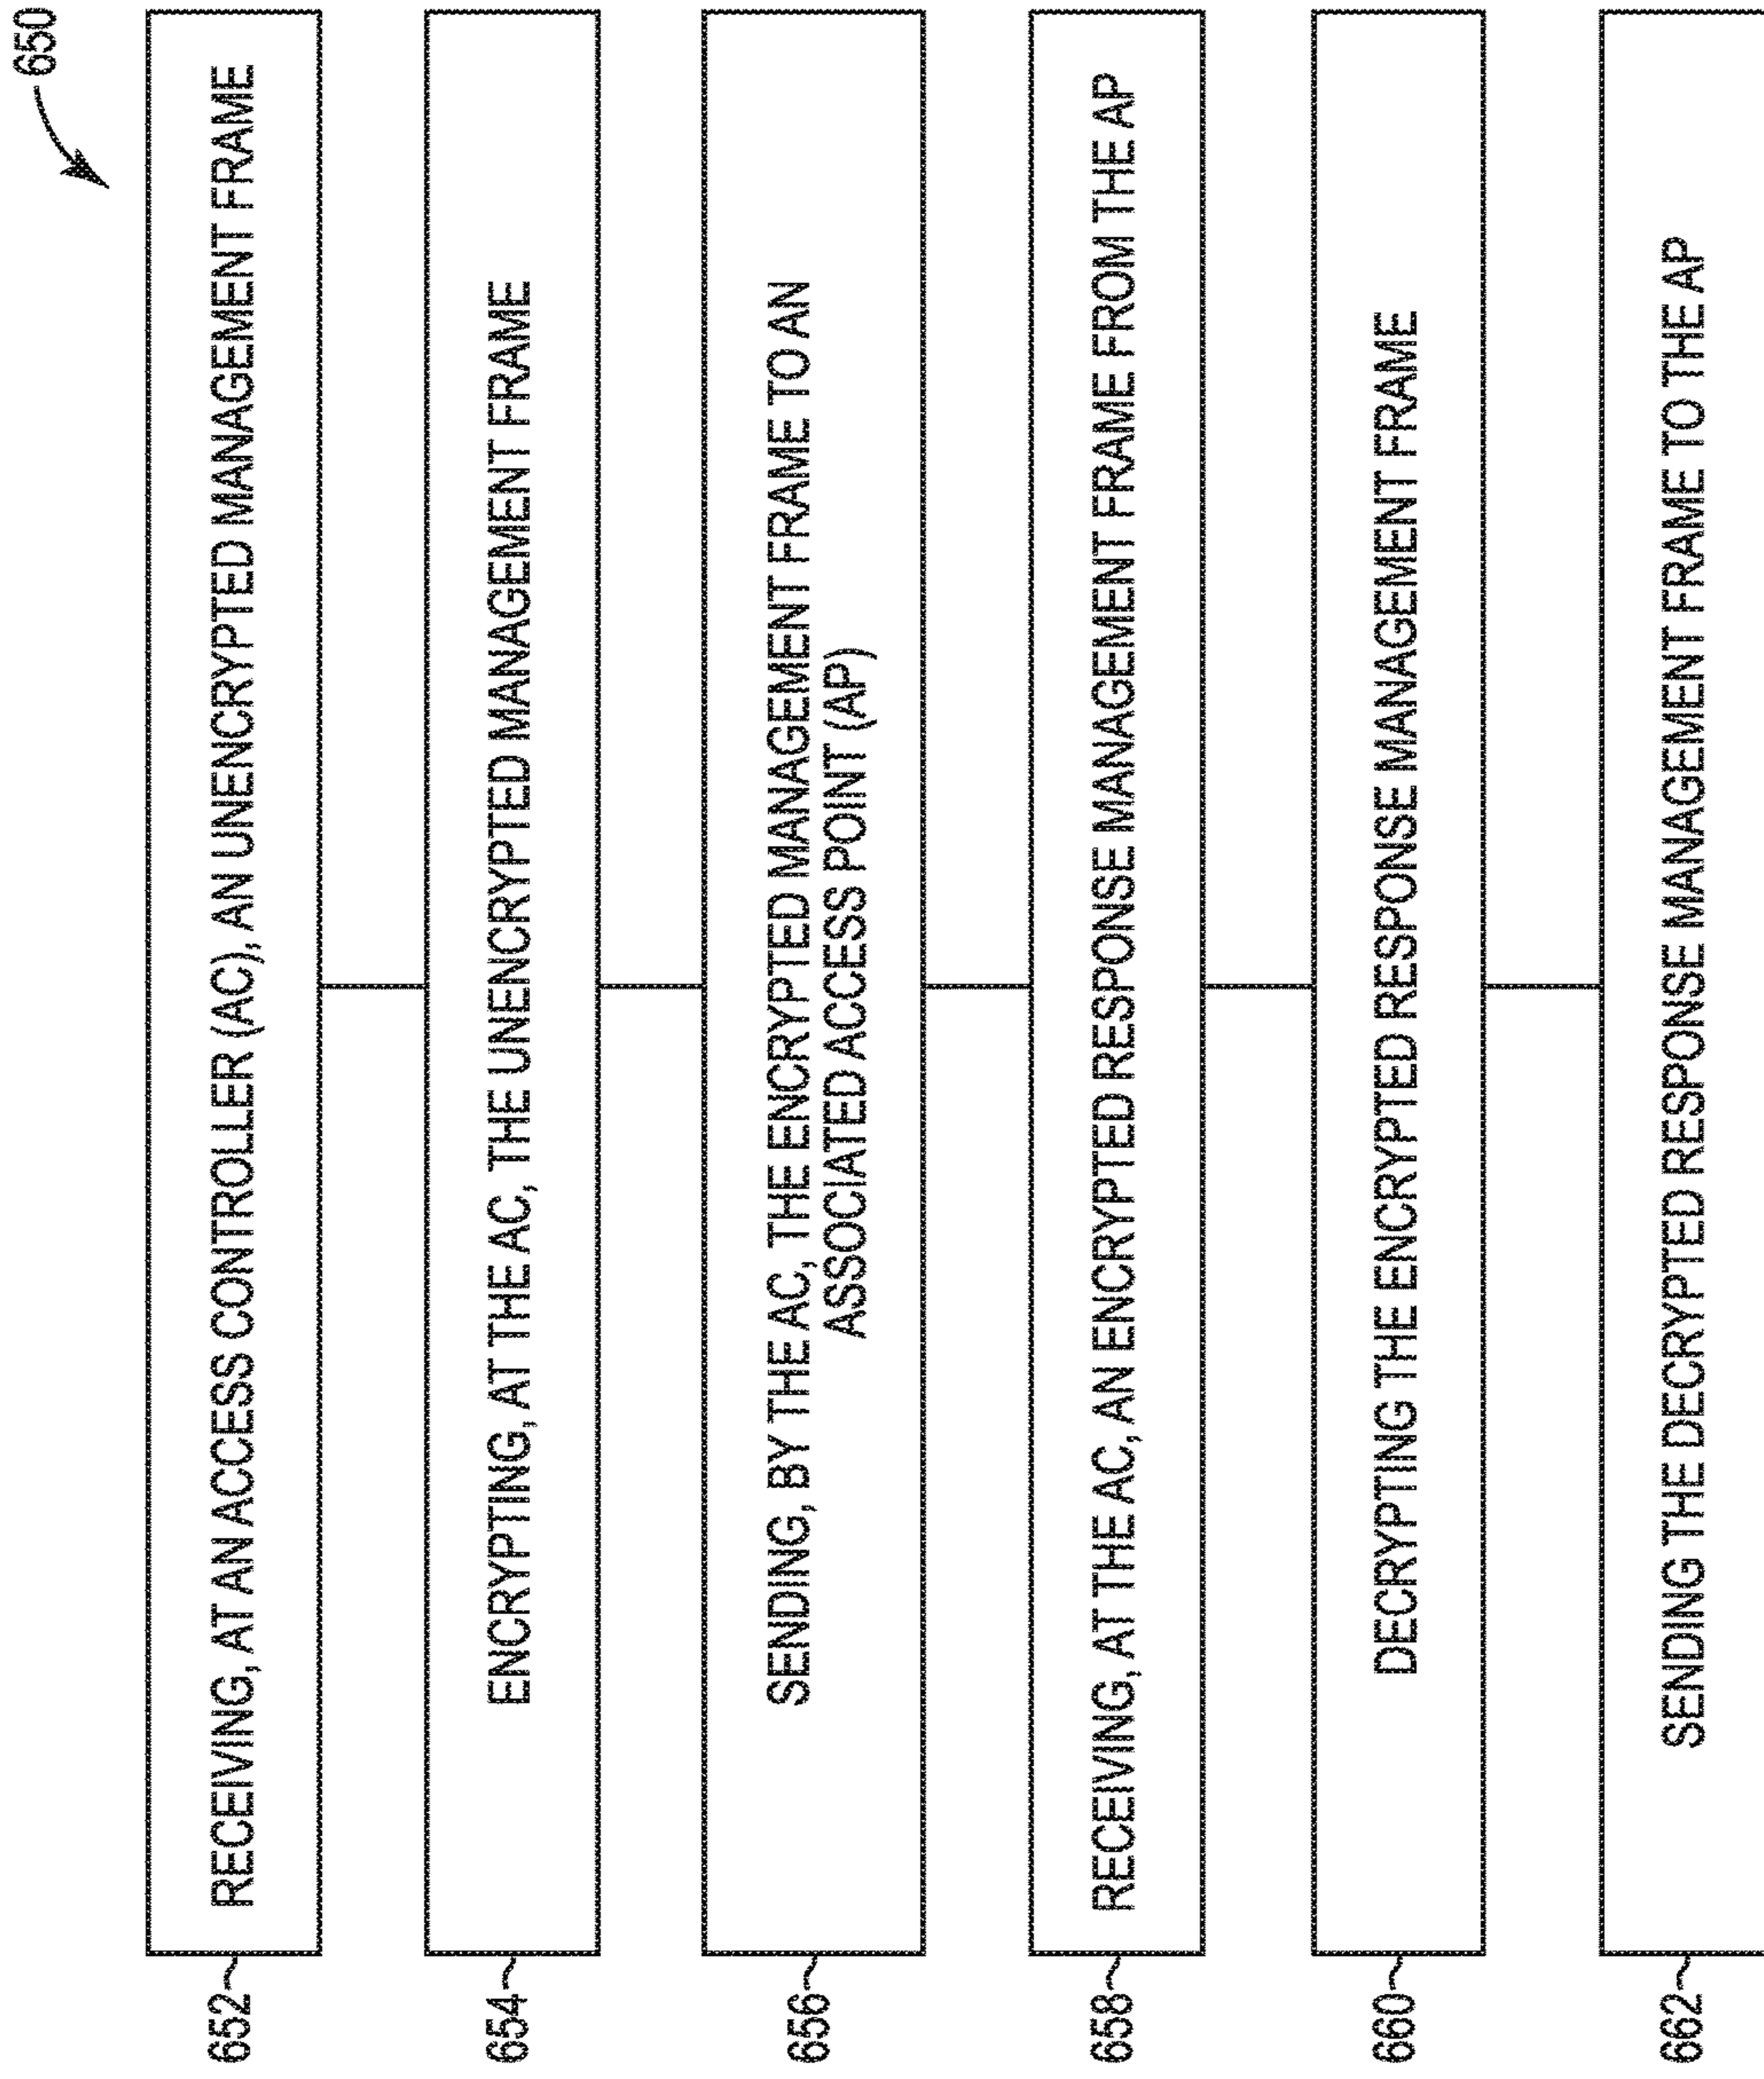 650
652
RECEIVING, AT AN ACCESS CONTROLLER (AC), AN UNENCRYPTED MANAGEMENT FRAME
654
ENCRYPTING, AT THE AC, THE UNENCRYPTED MANAGEMENT FRAME
656
SENDING, BY THE AC, THE ENCRYPTED MANAGEMENT FRAME TO AN
ASSOCIATED ACCESS POINT (AP)
658
RECEIVING, AT THE AC, AN ENCRYPTED RESPONSE MANAGEMENT FRAME FROM THE AP
660
DECRYPTING THE ENCRYPTED RESPONSE MANAGEMENT FRAME
662
SENDING THE DECRYPTED RESPONSE MANAGEMENT FRAME TO THE AP